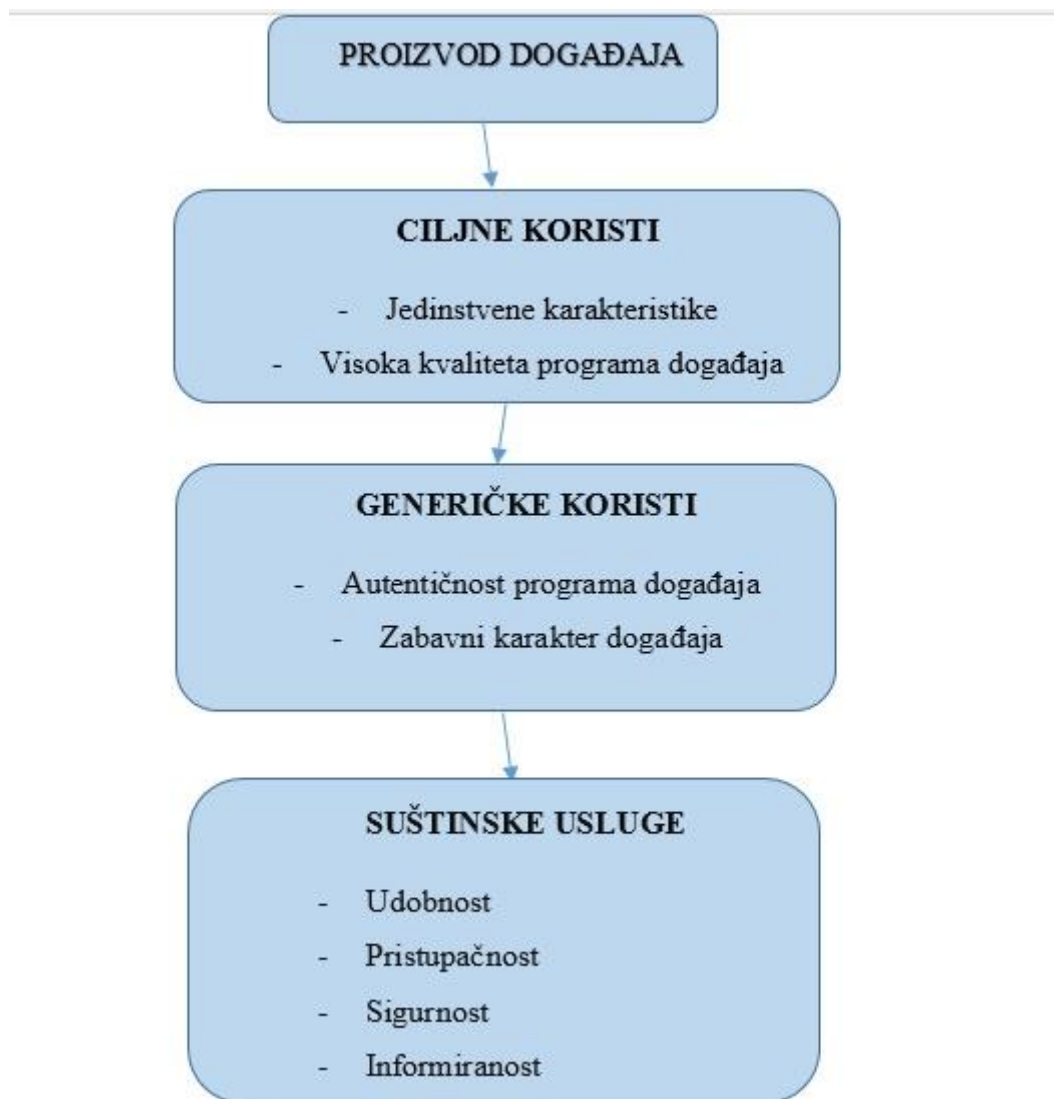 PROIZVOD DOGAĐAJA
CILJNE KORISTI
- Jedinstvene karakteristike
- Visoka kvaliteta programa događaja
GENERIČKE KORISTI
- Autentičnost programa događaja
- Zabavni karakter događaja
SUŠTINSKE USLUGE
- Udobnost
- Pristupačnost
- Sigurnost
- Informiranost